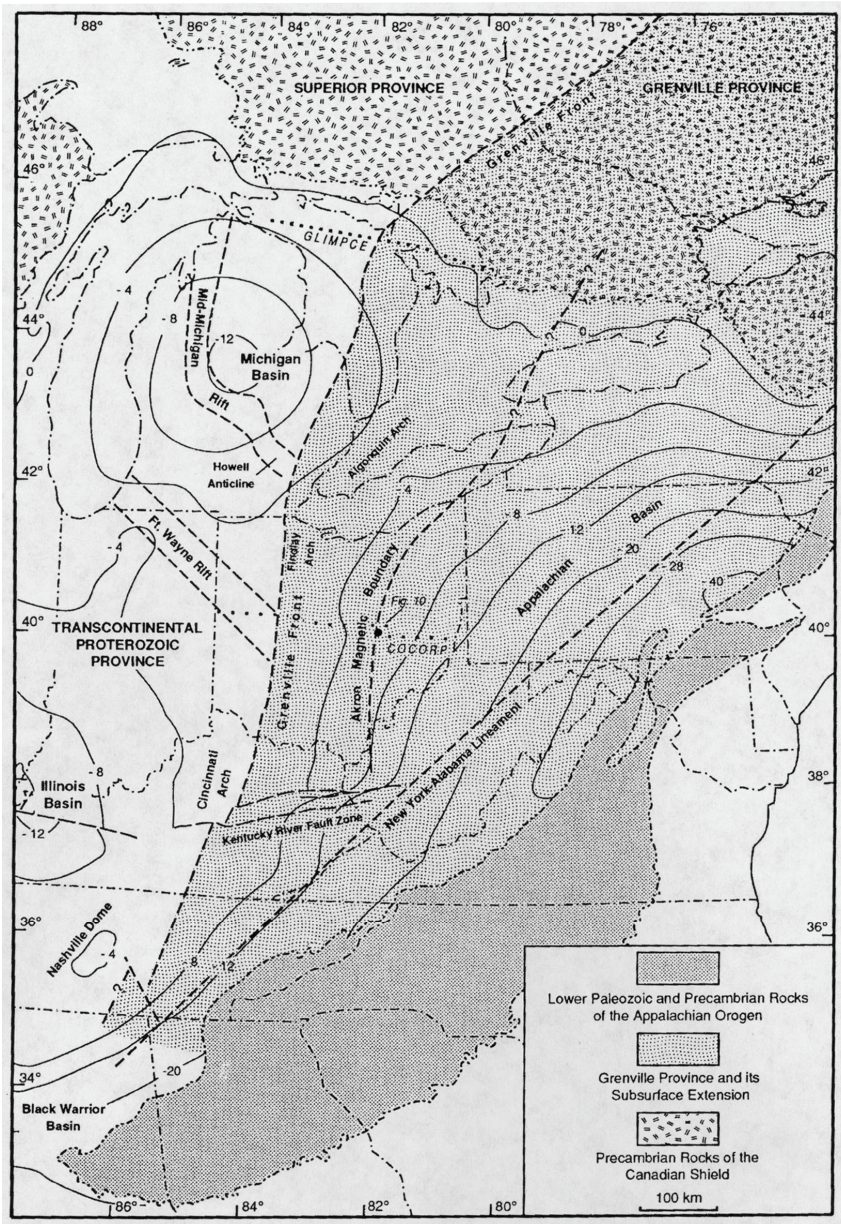 88°
86°
84°
82°
80°
78°
76°
SUPERIOR PROVINCE
GRENVILLE PROVINCE
Grenville Front
46°
46°
GLIMPCE
?
-4
-8
-12
44°
44°
0
0
?
?
?
Mid-Michigan
Rift
Michigan
Basin
Howell
Anticline
Algonquin Arch
42°
42°
4
8
12
-20
28
-40
Ft. Wayne Rift
-4
Findlay
Arch
Akron Magnetic Boundary
Appalachian Basin
Fig. 10
COCORP
40°
40°
TRANSCONTINENTAL
PROTEROZOIC
PROVINCE
Grenville Front
New York-Alabama Lineament
38°
-8
Illinois
Basin
-12
Cincinnati
Arch
Kentucky River Fault Zone
36°
36°
Nashville Dome
-4
-8
-12
?
34°
-20
Black Warrior
Basin
86°
84°
82°
80°
Lower Paleozoic and Precambrian Rocks
of the Appalachian Orogen
Grenville Province and its
Subsurface Extension
Precambrian Rocks of the
Canadian Shield
100 km